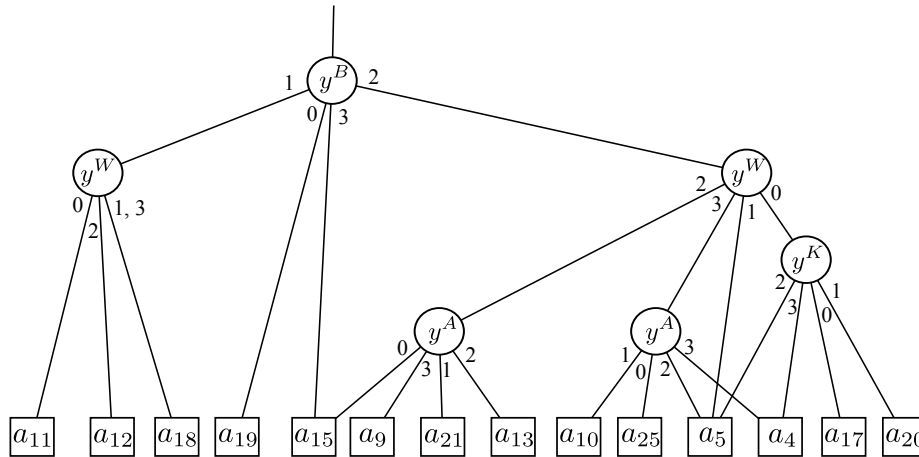 y^B
1 2
0 3
y^W y^W
0 2 1, 3 2 3 1 0
y^K
2 3 0 1
y^A y^A
0 3 1 2 1 0 2 3
a_11 a_12 a_18 a_19 a_15 a_9 a_21 a_13 a_10 a_25 a_5 a_4 a_17 a_20